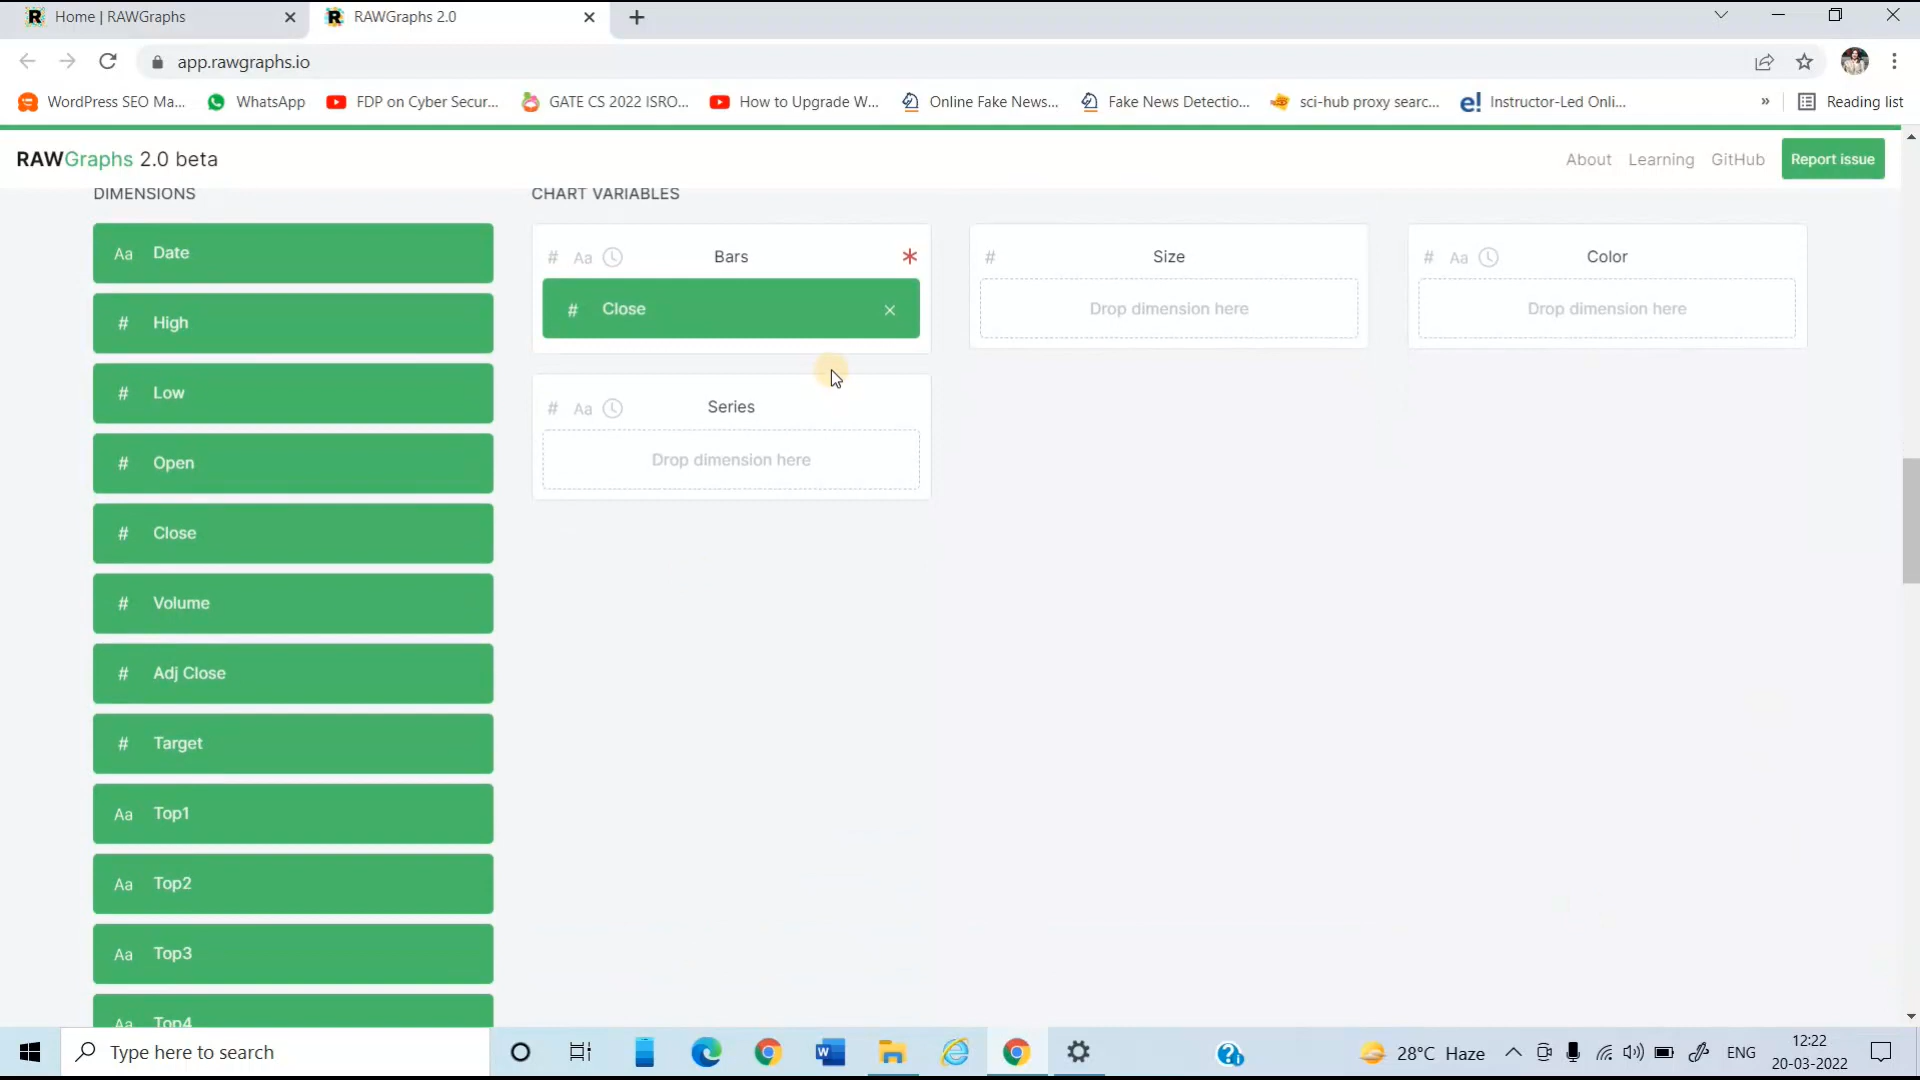 Home | RAWGraphs
RAWGraphs 2.0
app.rawgraphs.io
WordPress SEO Ma...
WhatsApp
FDP on Cyber Secur...
GATE CS 2022 ISRO...
How to Upgrade W...
Online Fake News...
Fake News Detectio...
sci-hub proxy searc...
Instructor-Led Onli...
»
Reading list
RAWGraphs 2.0 beta
About
Learning
GitHub
Report issue
DIMENSIONS
CHART VARIABLES
Aa Date
# High
# Low
# Open
# Close
# Volume
# Adj Close
# Target
Aa Top1
Aa Top2
Aa Top3
Aa Top4
# Aa Bars *
# Close ×
# Size
Drop dimension here
# Aa Color
Drop dimension here
# Aa Series
Drop dimension here
Type here to search
28°C Haze
ENG
12:22
20-03-2022